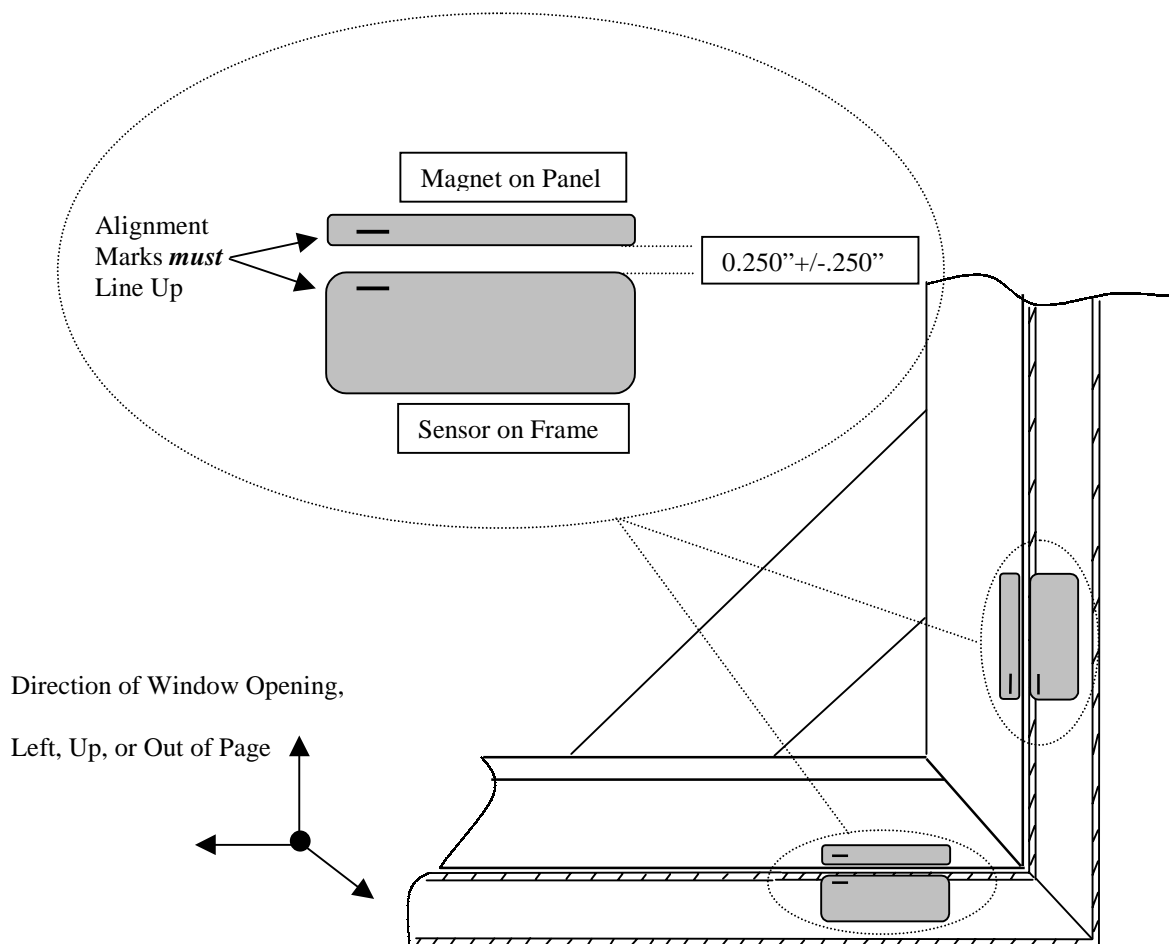 Magnet on Panel
Alignment
Marks must
Line Up
0.250”+/-.250”
Sensor on Frame
Direction of Window Opening,
Left, Up, or Out of Page